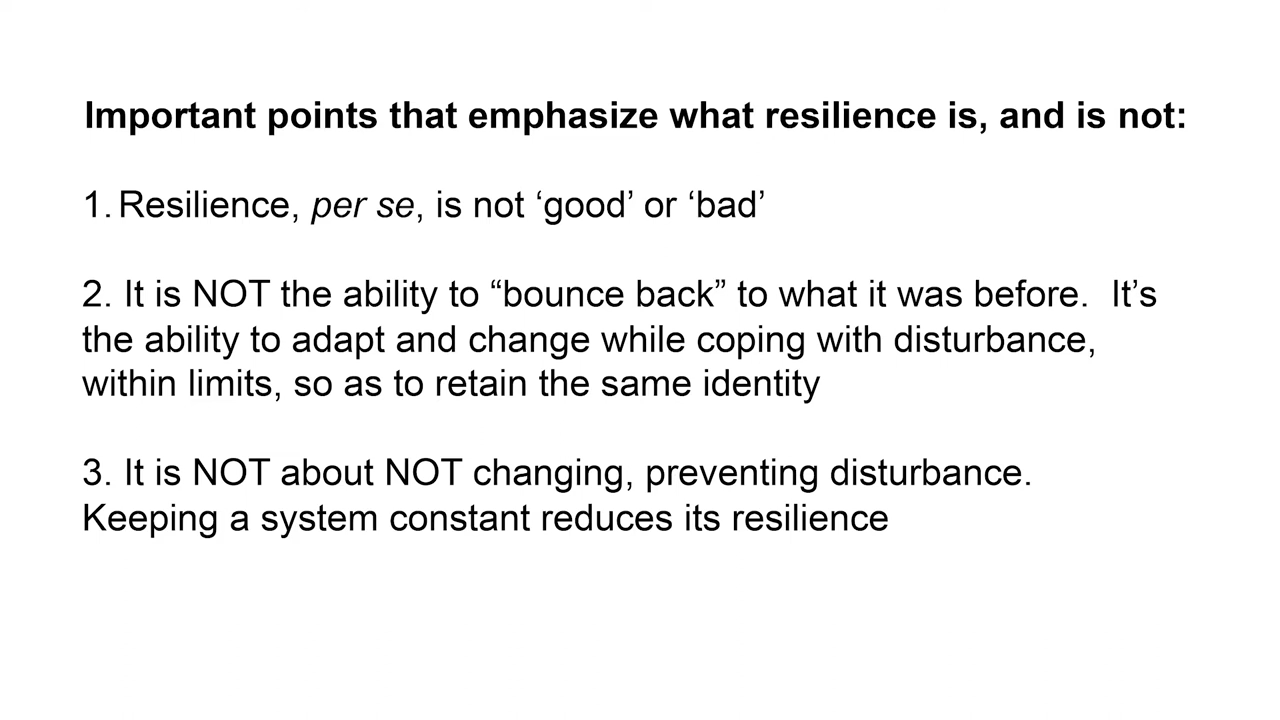 Important points that emphasize what resilience is, and is not:
1. Resilience, per se, is not ‘good’ or ‘bad’
2. It is NOT the ability to “bounce back” to what it was before.  It’s
the ability to adapt and change while coping with disturbance,
within limits, so as to retain the same identity
3. It is NOT about NOT changing, preventing disturbance.
Keeping a system constant reduces its resilience